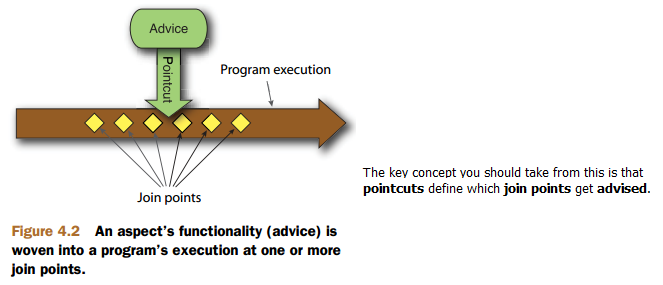 Advice
Pointcut
Program execution
Join points
The key concept you should take from this is that
pointcuts define which join points get advised.
Figure 4.2 An aspect's functionality (advice) is
woven into a program's execution at one or more
join points.